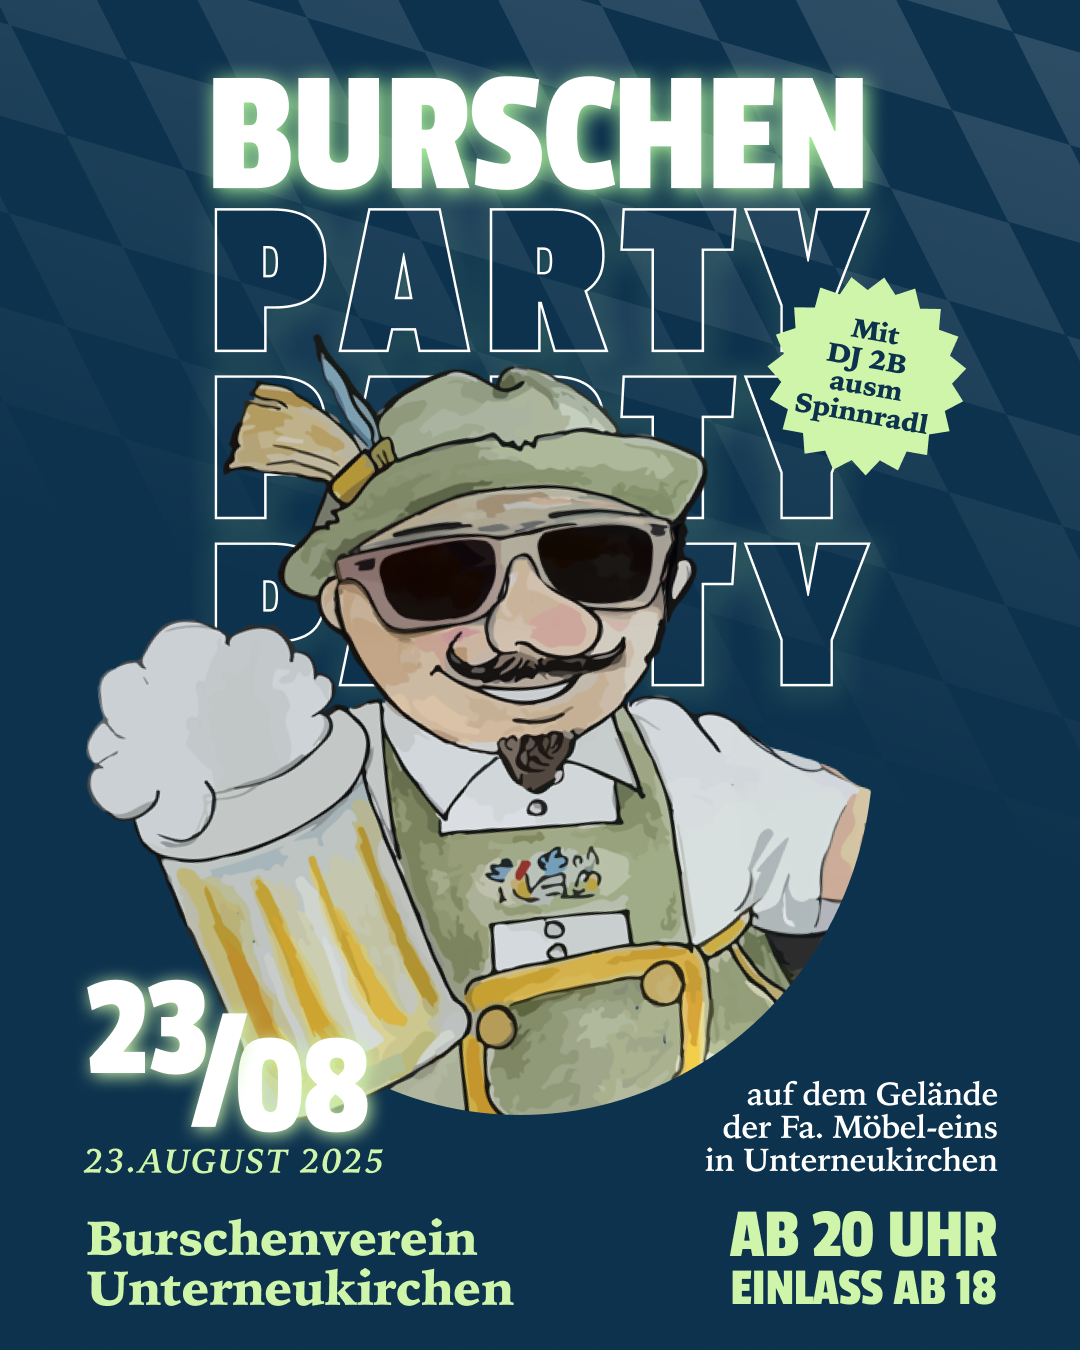 BURSCHEN
PARTY
PARTY
PARTY
Mit
DJ 2B
ausm
Spinnradl
23/08
23.AUGUST 2025
Burschenverein
Unterneukirchen
auf dem Gelände
der Fa. Möbel-eins
in Unterneukirchen
AB 20 UHR
EINLASS AB 18